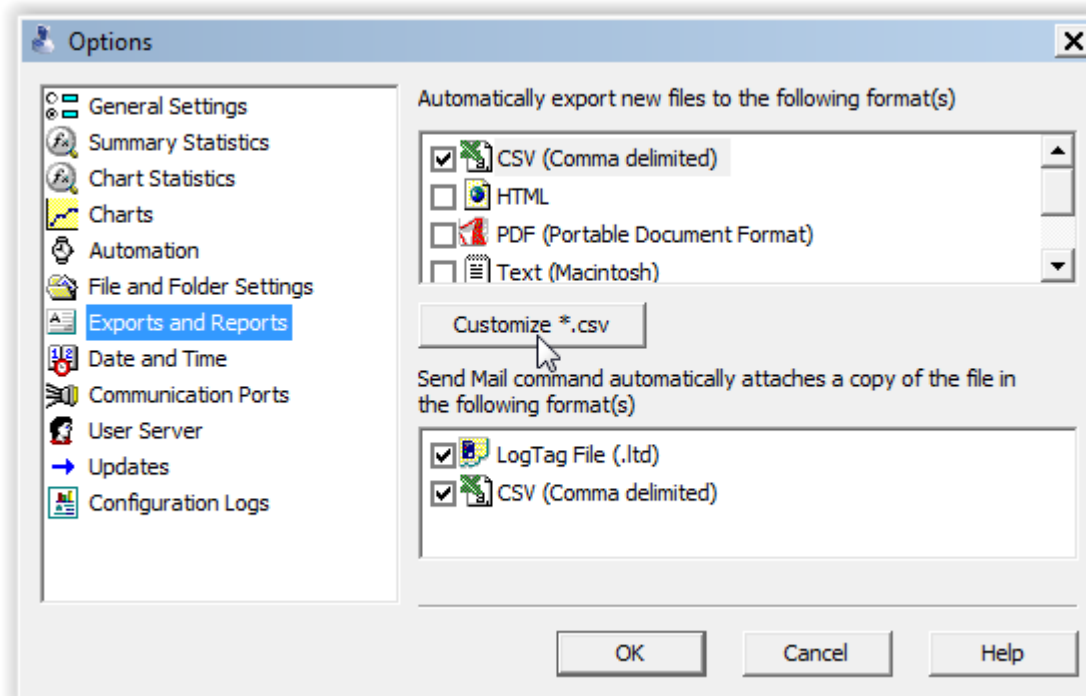 Options
General Settings
Summary Statistics
Chart Statistics
Charts
Automation
File and Folder Settings
Exports and Reports
Date and Time
Communication Ports
User Server
Updates
Configuration Logs
Automatically export new files to the following format(s)
CSV (Comma delimited)
HTML
PDF (Portable Document Format)
Text (Macintosh)
Customize *.csv
Send Mail command automatically attaches a copy of the file in
the following format(s)
LogTag File (.ltd)
CSV (Comma delimited)
OK
Cancel
Help